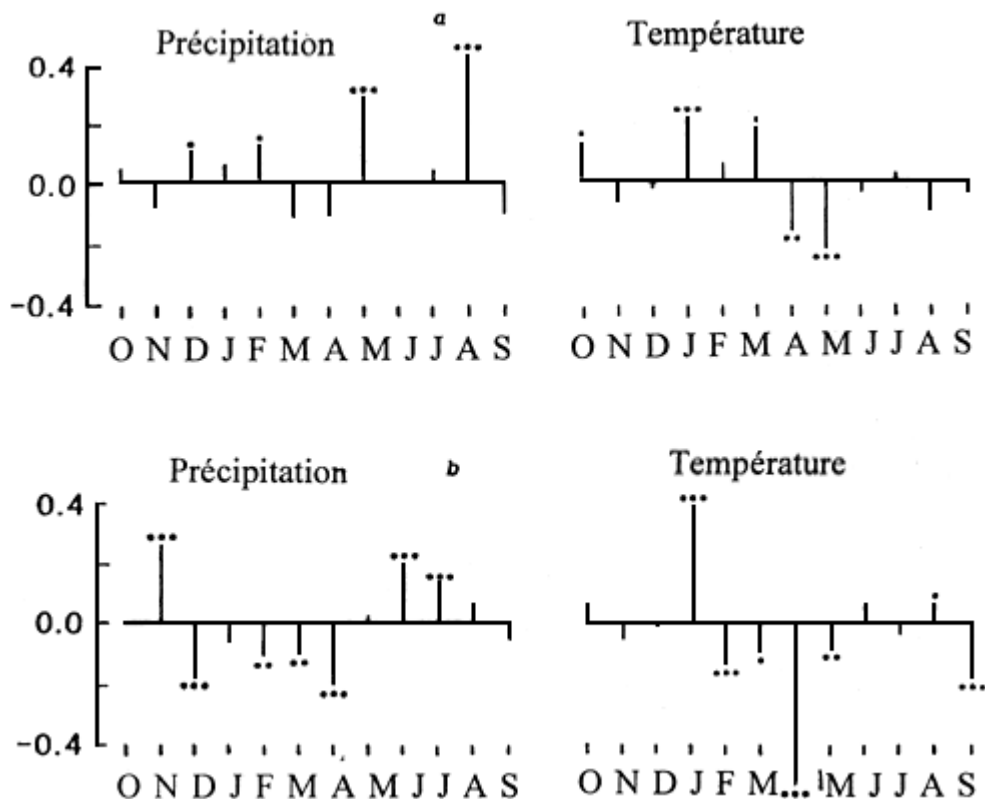 a
Précipitation
Température
0.4
0.0
-0.4
O N D J F M A M J J A S
O N D J F M A M J J A S
Précipitation
b
Température
0.4
0.0
-0.4
O N D J F M A M J J A S
O N D J F M M J J A S